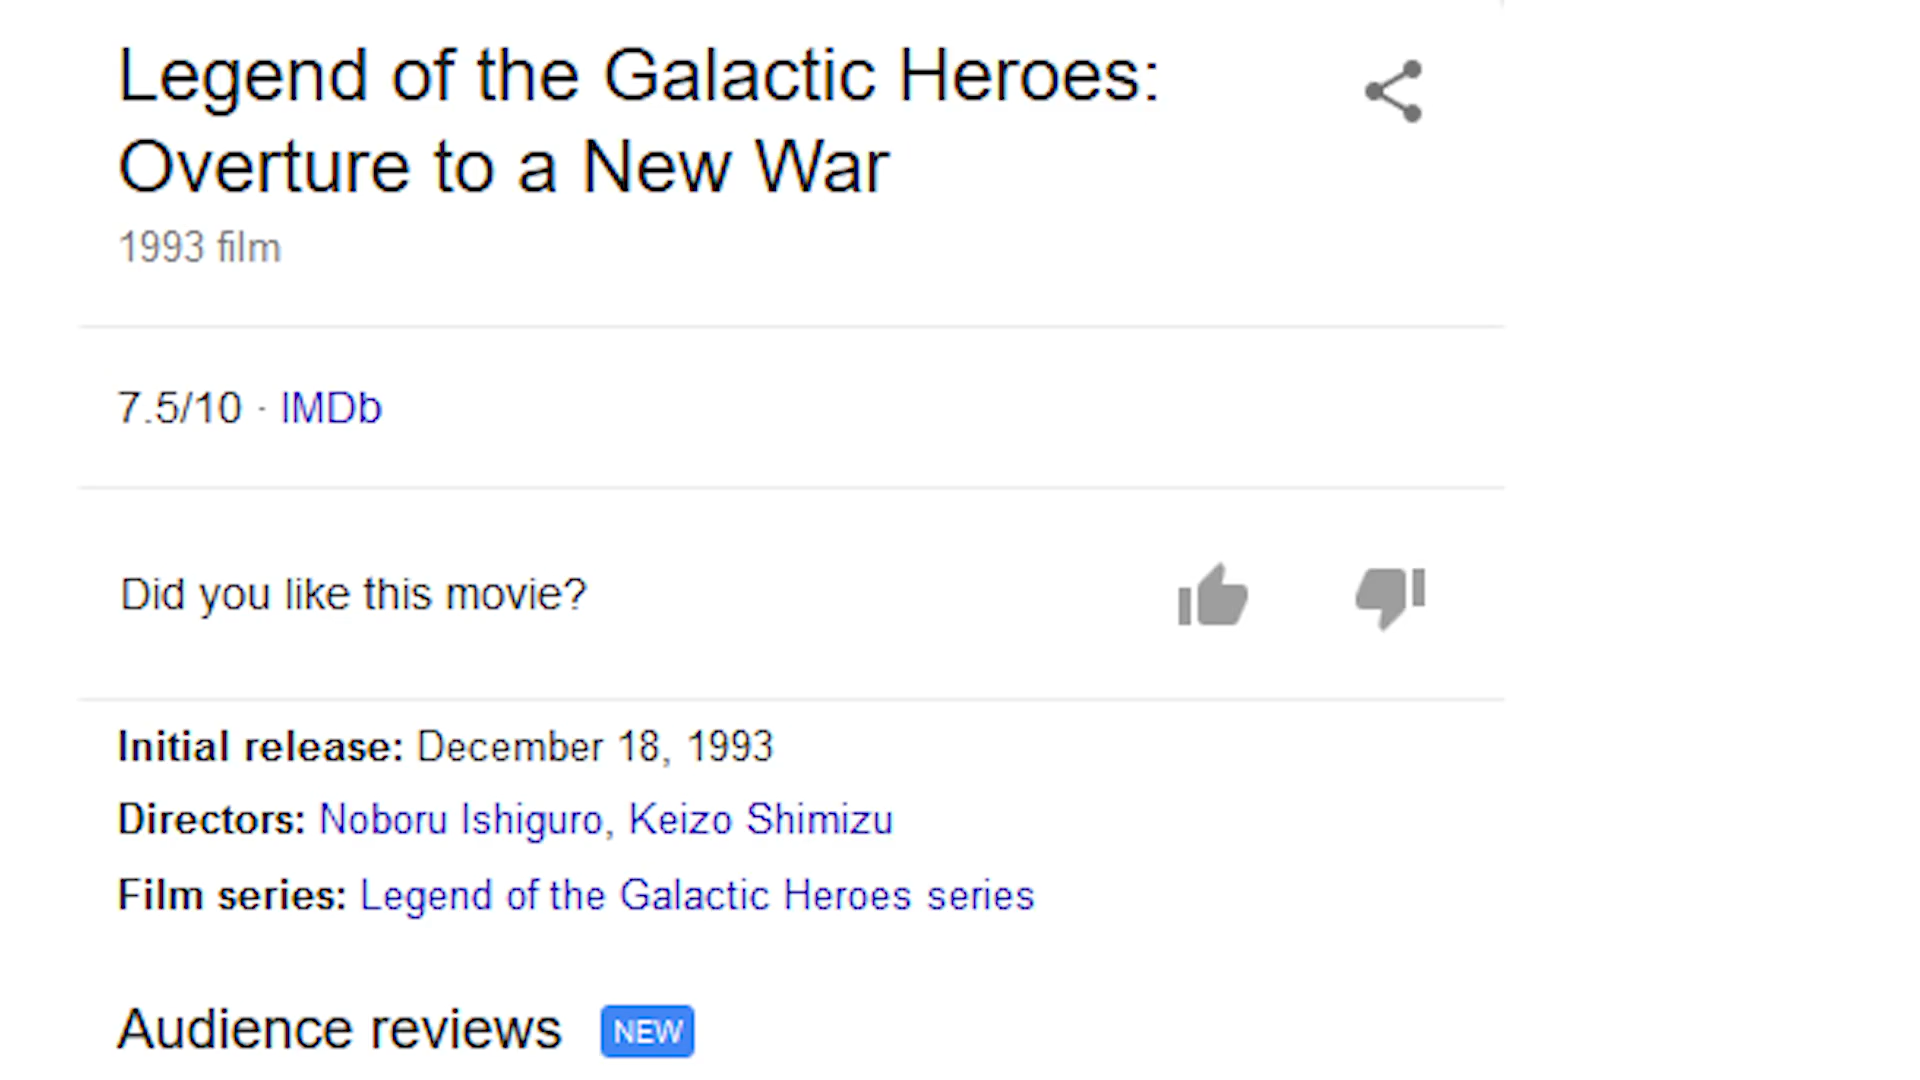 Legend of the Galactic Heroes:
Overture to a New War
1993 film
7.5/10 · IMDb
Did you like this movie?
Initial release: December 18, 1993
Directors: Noboru Ishiguro, Keizo Shimizu
Film series: Legend of the Galactic Heroes series
Audience reviews NEW